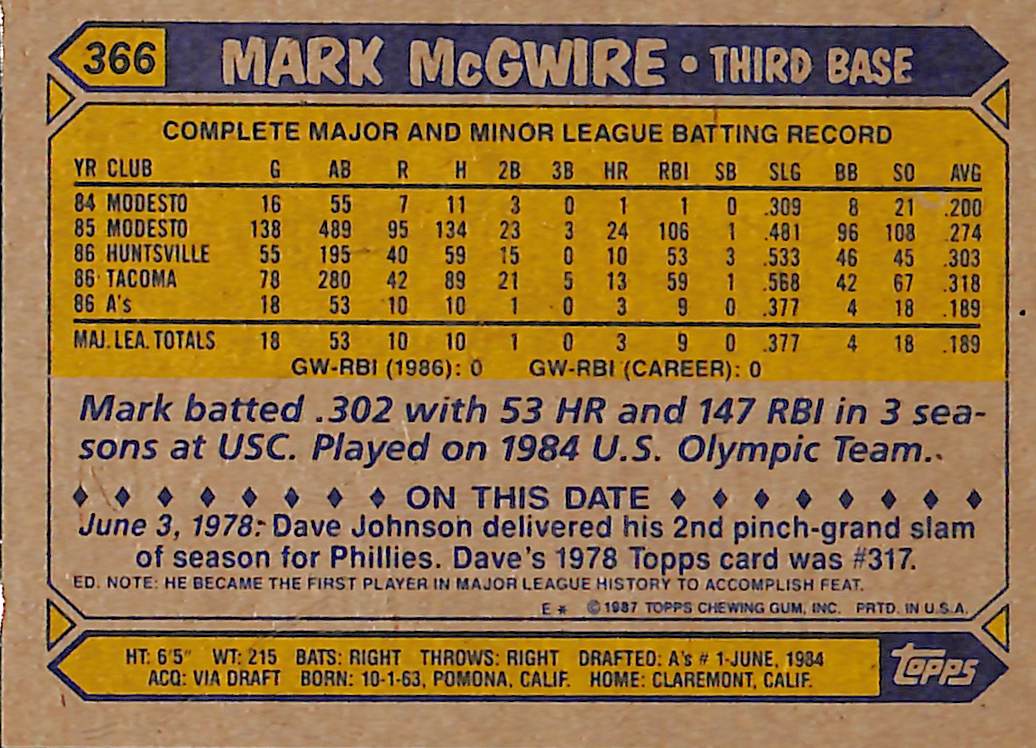 366 MARK McGWIRE • THIRD BASE
COMPLETE MAJOR AND MINOR LEAGUE BATTING RECORD
YR CLUB G AB R H 2B 3B HR RBI SB SLG BB SO AVG
84 MODESTO 16 55 7 11 3 0 1 1 0 .309 8 21 .200
85 MODESTO 138 489 95 134 23 3 24 106 1 .481 96 108 .274
86 HUNTSVILLE 55 195 40 59 15 0 10 53 3 .533 46 45 .303
86 TACOMA 78 280 42 89 21 5 13 59 1 .568 42 67 .318
86 A's 18 53 10 10 1 0 3 9 0 .377 4 18 .189
MAJ. LEA. TOTALS 18 53 10 10 1 0 3 9 0 .377 4 18 .189
GW-RBI (1986): 0 GW-RBI (CAREER): 0
Mark batted .302 with 53 HR and 147 RBI in 3 sea-
sons at USC. Played on 1984 U.S. Olympic Team.
♦ ♦ ♦ ♦ ♦ ♦ ♦ ♦ ON THIS DATE ♦ ♦ ♦ ♦ ♦ ♦ ♦ ♦
June 3, 1978: Dave Johnson delivered his 2nd pinch-grand slam
of season for Phillies. Dave's 1978 Topps card was #317.
ED. NOTE: HE BECAME THE FIRST PLAYER IN MAJOR LEAGUE HISTORY TO ACCOMPLISH FEAT.
E * © 1987 TOPPS CHEWING GUM, INC. PRTD. IN U.S.A.
HT: 6'5" WT: 215 BATS: RIGHT THROWS: RIGHT DRAFTED: A's # 1-JUNE, 1984
ACQ: VIA DRAFT BORN: 10-1-63, POMONA, CALIF. HOME: CLAREMONT, CALIF.
TOPPS